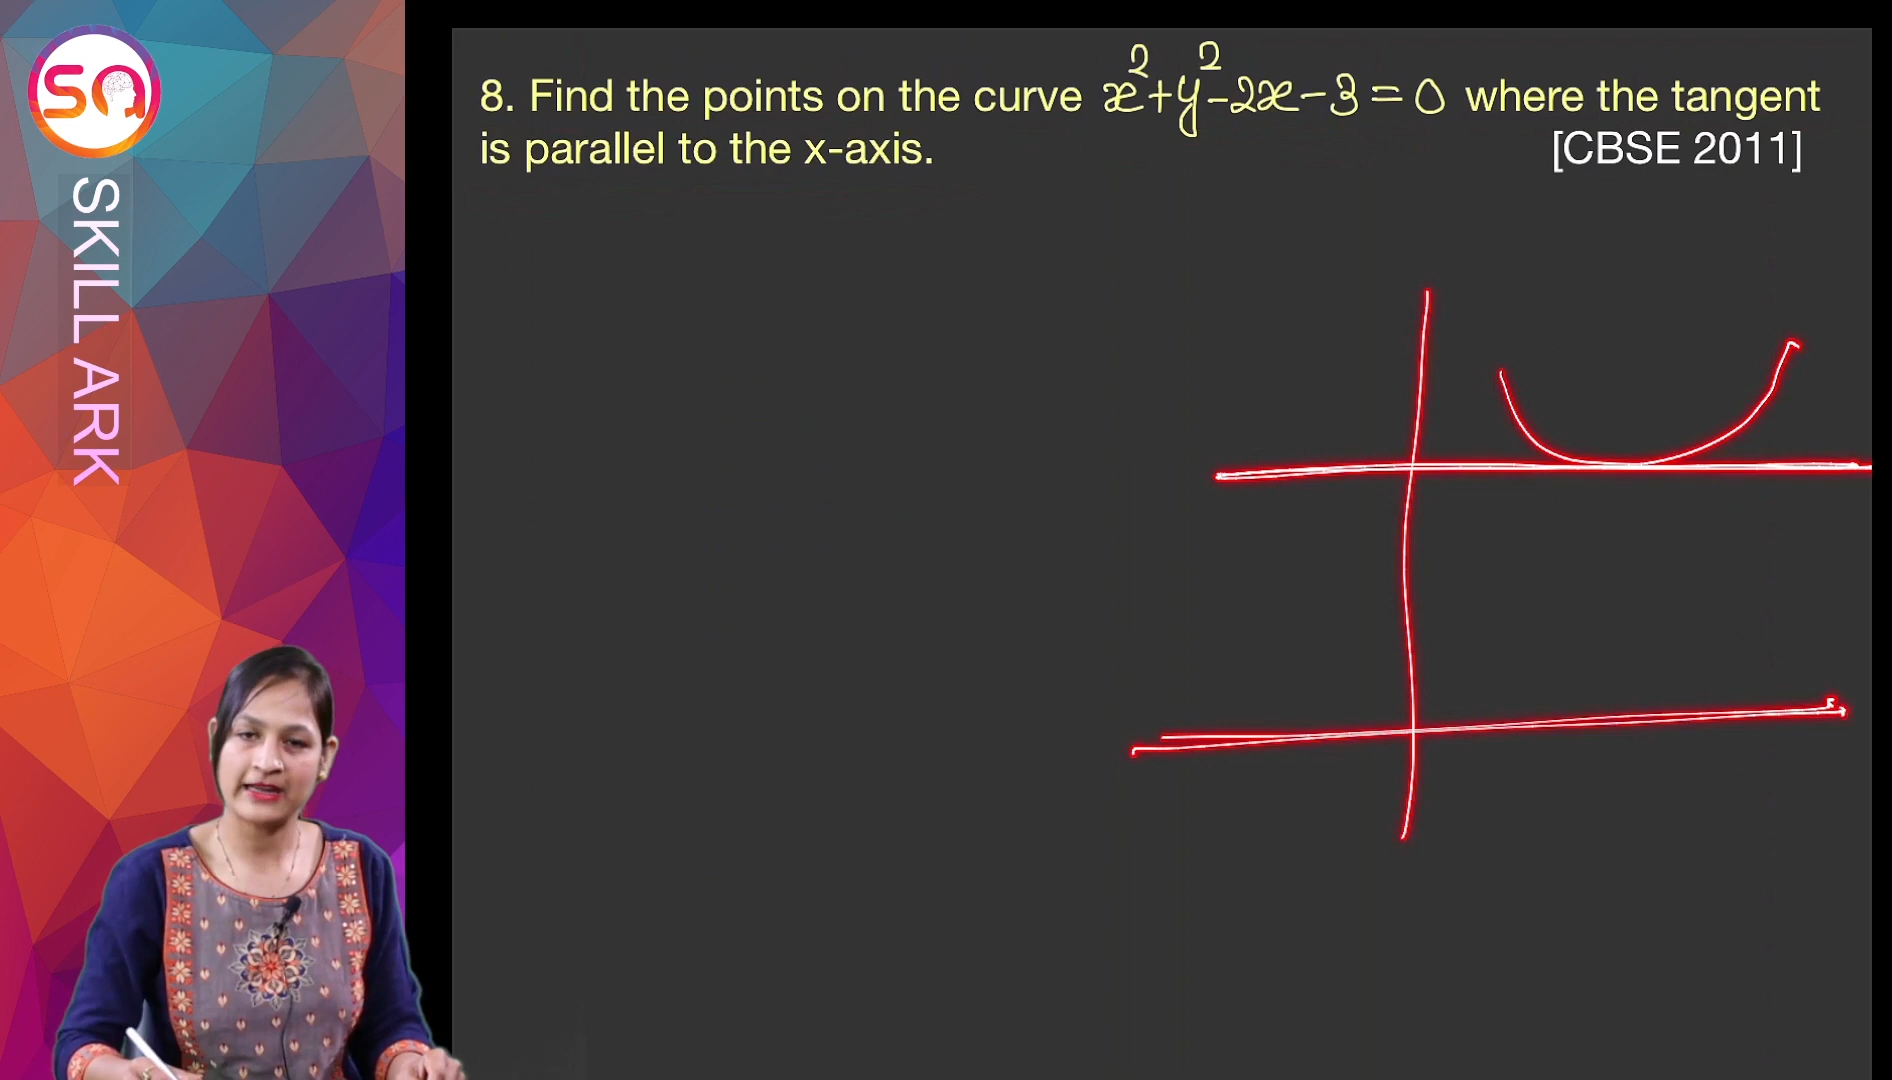 SA
SKILL ARK
8. Find the points on the curve x²+y²-2x-3=0 where the tangent
is parallel to the x-axis. [CBSE 2011]